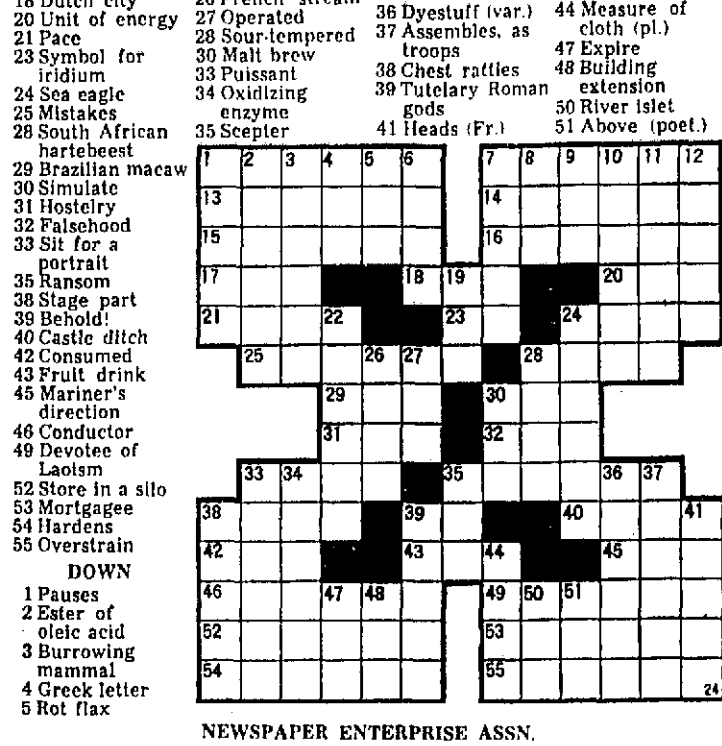 18 Dutch city
20 Unit of energy
21 Pace
23 Symbol for
iridium
24 Sea eagle
25 Mistakes
28 South African
hartebeest
29 Brazilian macaw
30 Simulate
31 Hostelry
32 Falsehood
33 Sit for a
portrait
35 Ransom
38 Stage part
39 Behold!
40 Castle ditch
42 Consumed
43 Fruit drink
45 Mariner's
direction
46 Conductor
49 Devotee of
Laoism
52 Store in a silo
53 Mortgagee
54 Hardens
55 Overstrain
DOWN
1 Pauses
2 Ester of
oleic acid
3 Burrowing
mammal
4 Greek letter
5 Rot flax
26 French stream
27 Operated
28 Sour-tempered
30 Malt brew
33 Puissant
34 Oxidizing
enzyme
35 Scepter
36 Dyestuff (var.)
37 Assembles, as
troops
38 Chest rattles
39 Tutelary Roman
gods
41 Heads (Fr.)
44 Measure of
cloth (pl.)
47 Expire
48 Building
extension
50 River islet
51 Above (poet.)
1 2 3 4 5 6 7 8 9 10 11 12
13 14
15 16
17 18 19 20
21 22 23 24
25 26 27 28
29 30
31 32
33 34 35 36 37
38 39 40 41
42 43 44 45
46 47 48 49 50 51
52 53
54 55
24
NEWSPAPER ENTERPRISE ASSN.